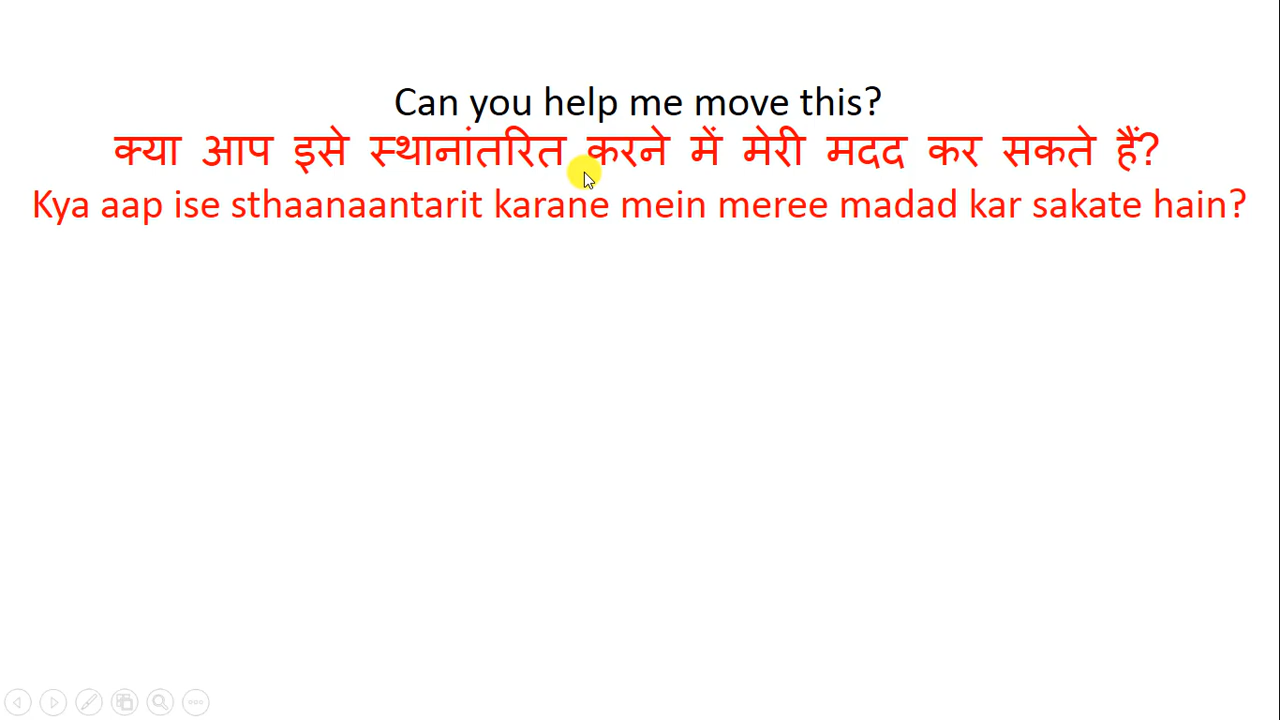 Can you help me move this?
क्या आप इसे स्थानांतरित करने में मेरी मदद कर सकते हैं?
Kya aap ise sthaanaantarit karane mein meree madad kar sakate hain?